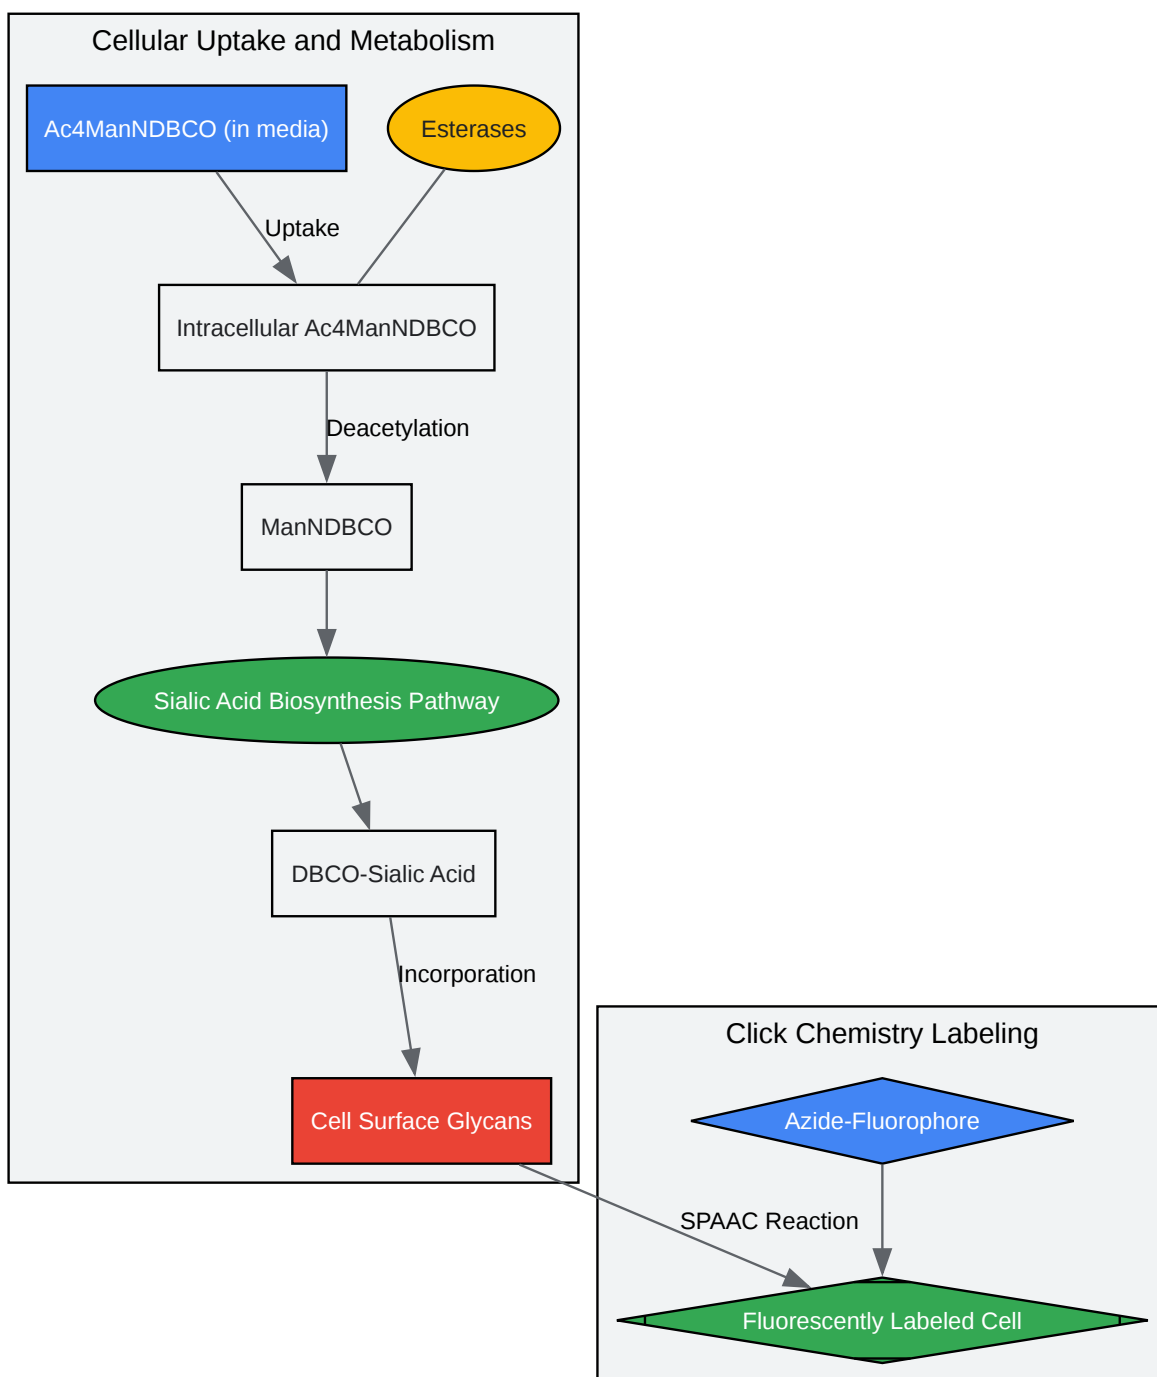 Cellular Uptake and Metabolism
Ac4ManNDBCO (in media)
Esterases
Uptake
Intracellular Ac4ManNDBCO
Deacetylation
ManNDBCO
Sialic Acid Biosynthesis Pathway
DBCO-Sialic Acid
Incorporation
Cell Surface Glycans
Click Chemistry Labeling
Azide-Fluorophore
SPAAC Reaction
Fluorescently Labeled Cell